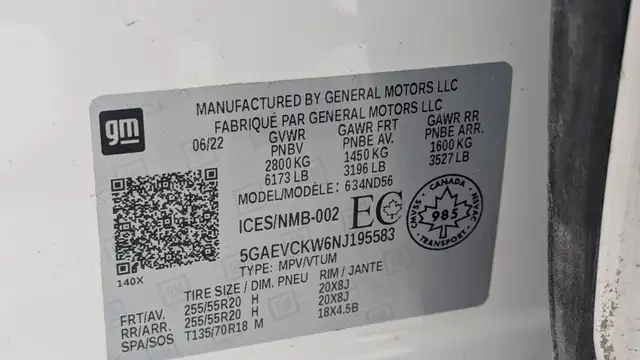 gm
MANUFACTURED BY GENERAL MOTORS LLC
FABRIQUÉ PAR GENERAL MOTORS LLC
06/22 GVWR GAWR FRT GAWR RR
PNBV PNBE AV. PNBE ARR.
2800 KG 1450 KG 1600 KG
6173 LB 3196 LB 3527 LB
MODEL/MODÈLE: 634ND56
ICES/NMB-002 EC
CANADA
CMVSS 985 NSVAC
TRANSPORT
5GAEVCKW6NJ195583
TYPE: MPV/VTUM
140X
TIRE SIZE / DIM. PNEU RIM / JANTE
FRT/AV. 255/55R20 H 20X8J
RR/ARR. 255/55R20 H 20X8J
SPA/SOS T135/70R18 M 18X4.5B